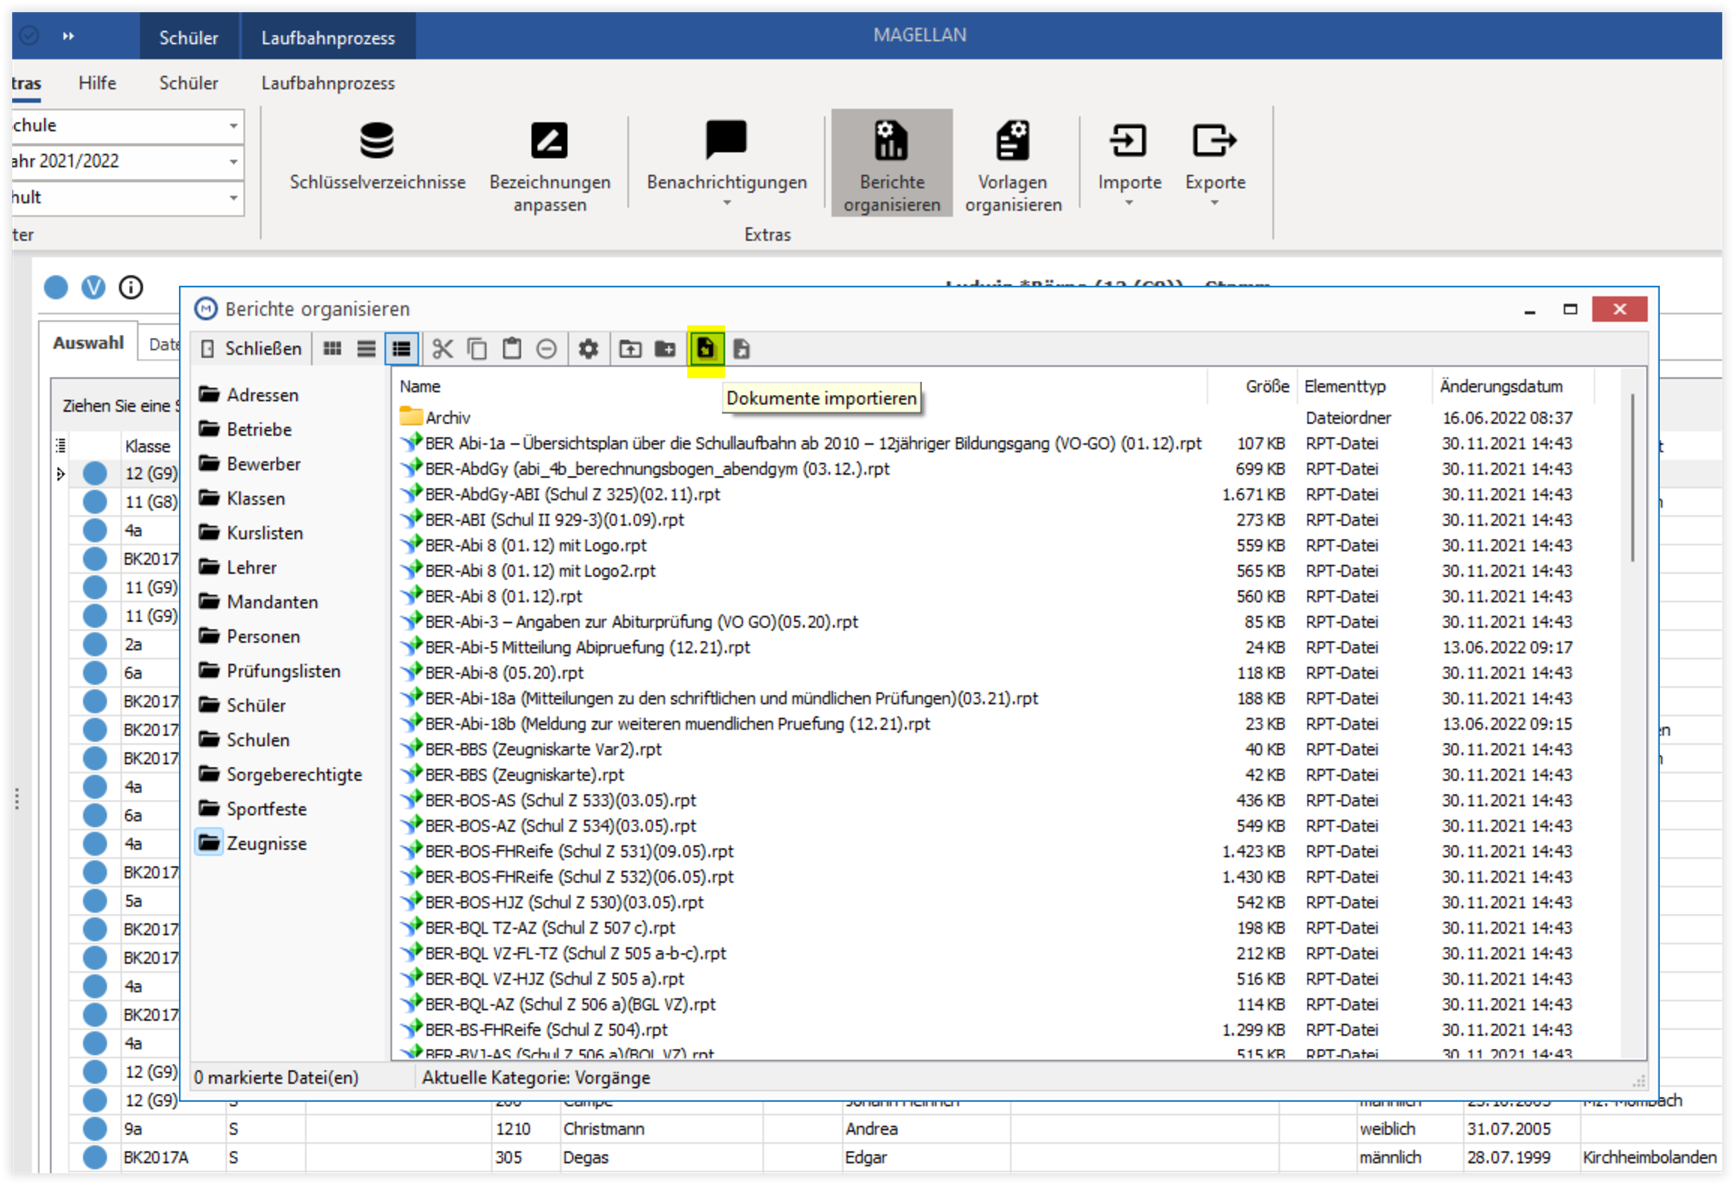 Schüler Laufbahnprozess MAGELLAN
tras Hilfe Schüler Laufbahnprozess
chule
ahr 2021/2022
hult
ter
Schlüsselverzeichnisse
Bezeichnungen
anpassen
Benachrichtigungen
Berichte
organisieren
Vorlagen
organisieren
Importe
Exporte
Extras
V
Auswahl Date
Ziehen Sie eine S
Klasse
12 (G9)
11 (G8)
4a
BK2017
11 (G9)
11 (G9)
2a
6a
BK2017
BK2017
BK2017
4a
6a
4a
BK2017
5a
BK2017
BK2017
4a
BK2017
4a
12 (G9)
12 (G9)
Berichte organisieren
Schließen
Dokumente importieren
Adressen
Betriebe
Bewerber
Klassen
Kurslisten
Lehrer
Mandanten
Personen
Prüfungslisten
Schüler
Schulen
Sorgeberechtigte
Sportfeste
Zeugnisse
Name Größe Elementtyp Änderungsdatum
Archiv Dateiordner 16.06.2022 08:37
BER Abi-1a – Übersichtsplan über die Schullaufbahn ab 2010 – 12jähriger Bildungsgang (VO-GO) (01.12).rpt 107 KB RPT-Datei 30.11.2021 14:43
BER-AbdGy (abi_4b_berechnungsbogen_abendgym (03.12.).rpt 699 KB RPT-Datei 30.11.2021 14:43
BER-AbdGy-ABI (Schul Z 325)(02.11).rpt 1.671 KB RPT-Datei 30.11.2021 14:43
BER-ABI (Schul II 929-3)(01.09).rpt 273 KB RPT-Datei 30.11.2021 14:43
BER-Abi 8 (01.12) mit Logo.rpt 559 KB RPT-Datei 30.11.2021 14:43
BER-Abi 8 (01.12) mit Logo2.rpt 565 KB RPT-Datei 30.11.2021 14:43
BER-Abi 8 (01.12).rpt 560 KB RPT-Datei 30.11.2021 14:43
BER-Abi-3 – Angaben zur Abiturprüfung (VO GO)(05.20).rpt 85 KB RPT-Datei 30.11.2021 14:43
BER-Abi-5 Mitteilung Abipruefung (12.21).rpt 24 KB RPT-Datei 13.06.2022 09:17
BER-Abi-8 (05.20).rpt 118 KB RPT-Datei 30.11.2021 14:43
BER-Abi-18a (Mitteilungen zu den schriftlichen und mündlichen Prüfungen)(03.21).rpt 188 KB RPT-Datei 30.11.2021 14:43
BER-Abi-18b (Meldung zur weiteren muendlichen Pruefung (12.21).rpt 23 KB RPT-Datei 13.06.2022 09:15
BER-BBS (Zeugniskarte Var2).rpt 40 KB RPT-Datei 30.11.2021 14:43
BER-BBS (Zeugniskarte).rpt 42 KB RPT-Datei 30.11.2021 14:43
BER-BOS-AS (Schul Z 533)(03.05).rpt 436 KB RPT-Datei 30.11.2021 14:43
BER-BOS-AZ (Schul Z 534)(03.05).rpt 549 KB RPT-Datei 30.11.2021 14:43
BER-BOS-FHReife (Schul Z 531)(09.05).rpt 1.423 KB RPT-Datei 30.11.2021 14:43
BER-BOS-FHReife (Schul Z 532)(06.05).rpt 1.430 KB RPT-Datei 30.11.2021 14:43
BER-BOS-HJZ (Schul Z 530)(03.05).rpt 542 KB RPT-Datei 30.11.2021 14:43
BER-BQL TZ-AZ (Schul Z 507 c).rpt 198 KB RPT-Datei 30.11.2021 14:43
BER-BQL VZ-FL-TZ (Schul Z 505 a-b-c).rpt 212 KB RPT-Datei 30.11.2021 14:43
BER-BQL VZ-HJZ (Schul Z 505 a).rpt 516 KB RPT-Datei 30.11.2021 14:43
BER-BQL-AZ (Schul Z 506 a)(BGL VZ).rpt 114 KB RPT-Datei 30.11.2021 14:43
BER-BS-FHReife (Schul Z 504).rpt 1.299 KB RPT-Datei 30.11.2021 14:43
BER-BVJ-AS (Schul Z 506 a)(BQL VZ).rpt 515 KB RPT-Datei 30.11.2021 14:43
0 markierte Datei(en) Aktuelle Kategorie: Vorgänge
9a S 1210 Christmann Andrea weiblich 31.07.2005
BK2017A S 305 Degas Edgar männlich 28.07.1999 Kirchheimbolanden